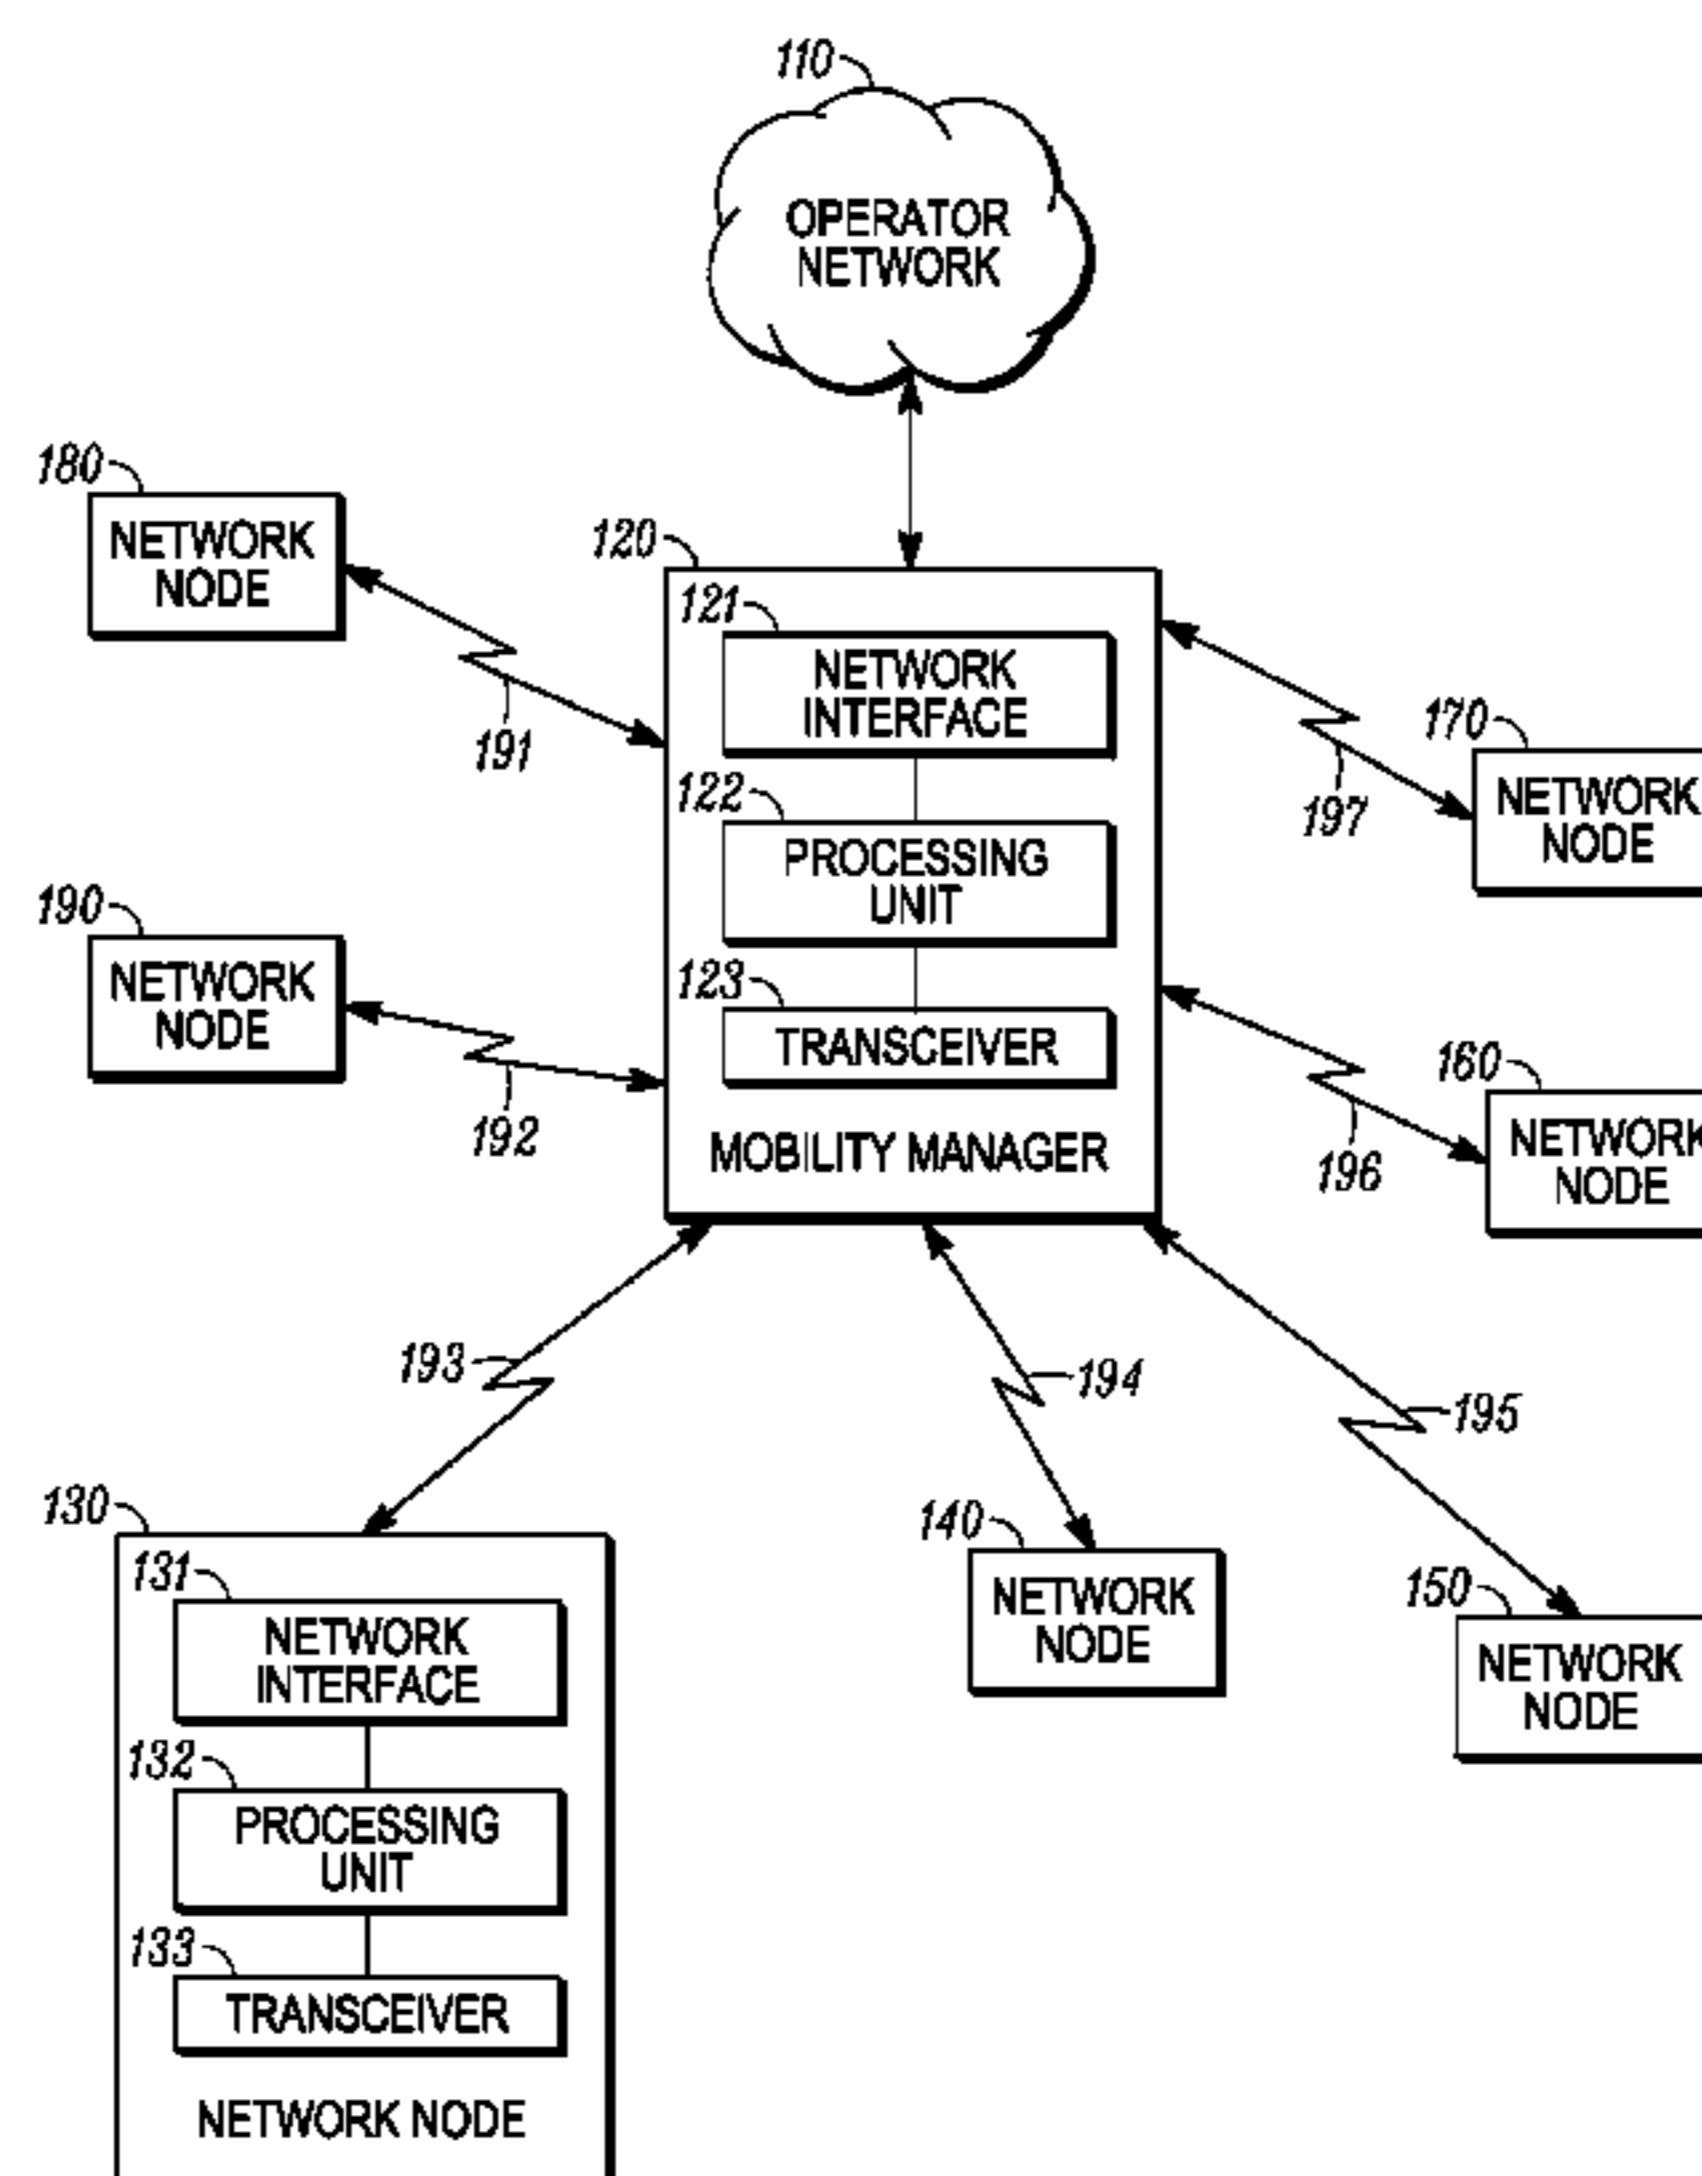 110
OPERATOR
NETWORK
180
NETWORK
NODE
120
121
NETWORK
INTERFACE
191
197
170
NETWORK
NODE
122
PROCESSING
UNIT
190
NETWORK
NODE
123
TRANSCEIVER
192
MOBILITY MANAGER
160
NETWORK
NODE
196
193
194
195
130
131
NETWORK
INTERFACE
140
NETWORK
NODE
150
NETWORK
NODE
132
PROCESSING
UNIT
133
TRANSCEIVER
NETWORK NODE